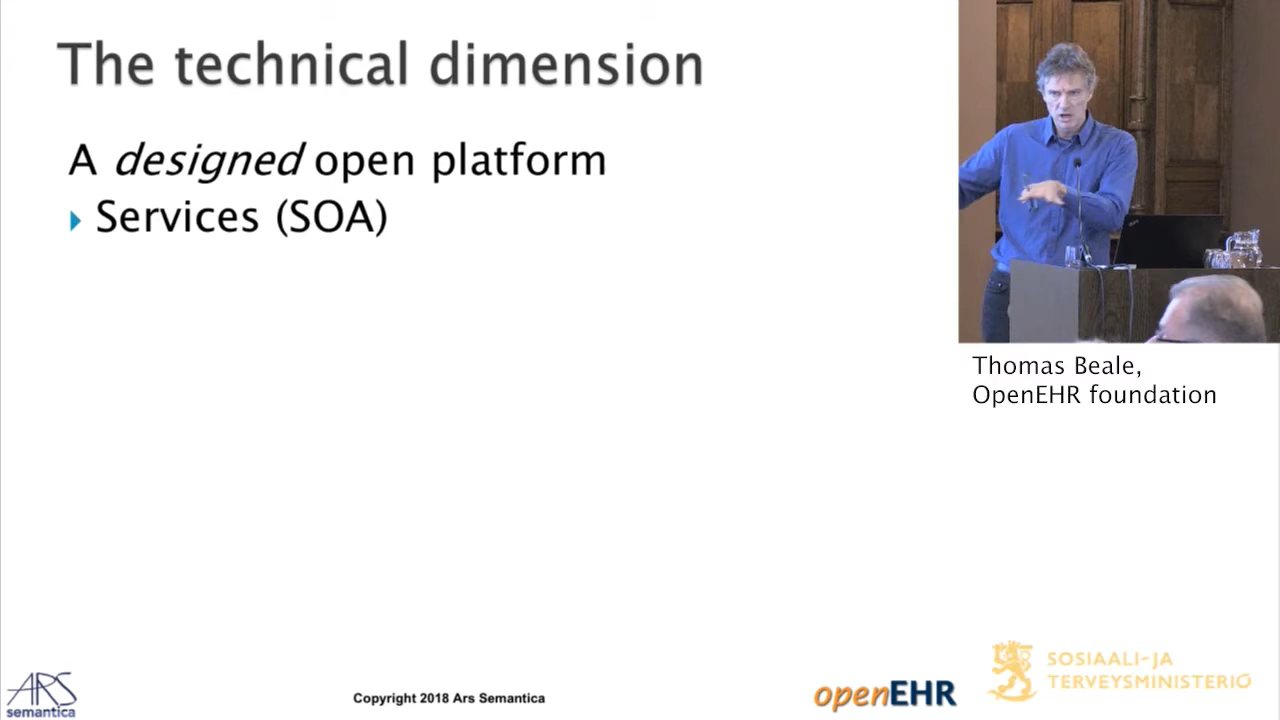 The technical dimension
A designed open platform
Services (SOA)
Thomas Beale,
OpenEHR foundation
ARS
semantica
Copyright 2018 Ars Semantica
openEHR
SOSIAALI-JA
TERVEYSMINISTERIÖ